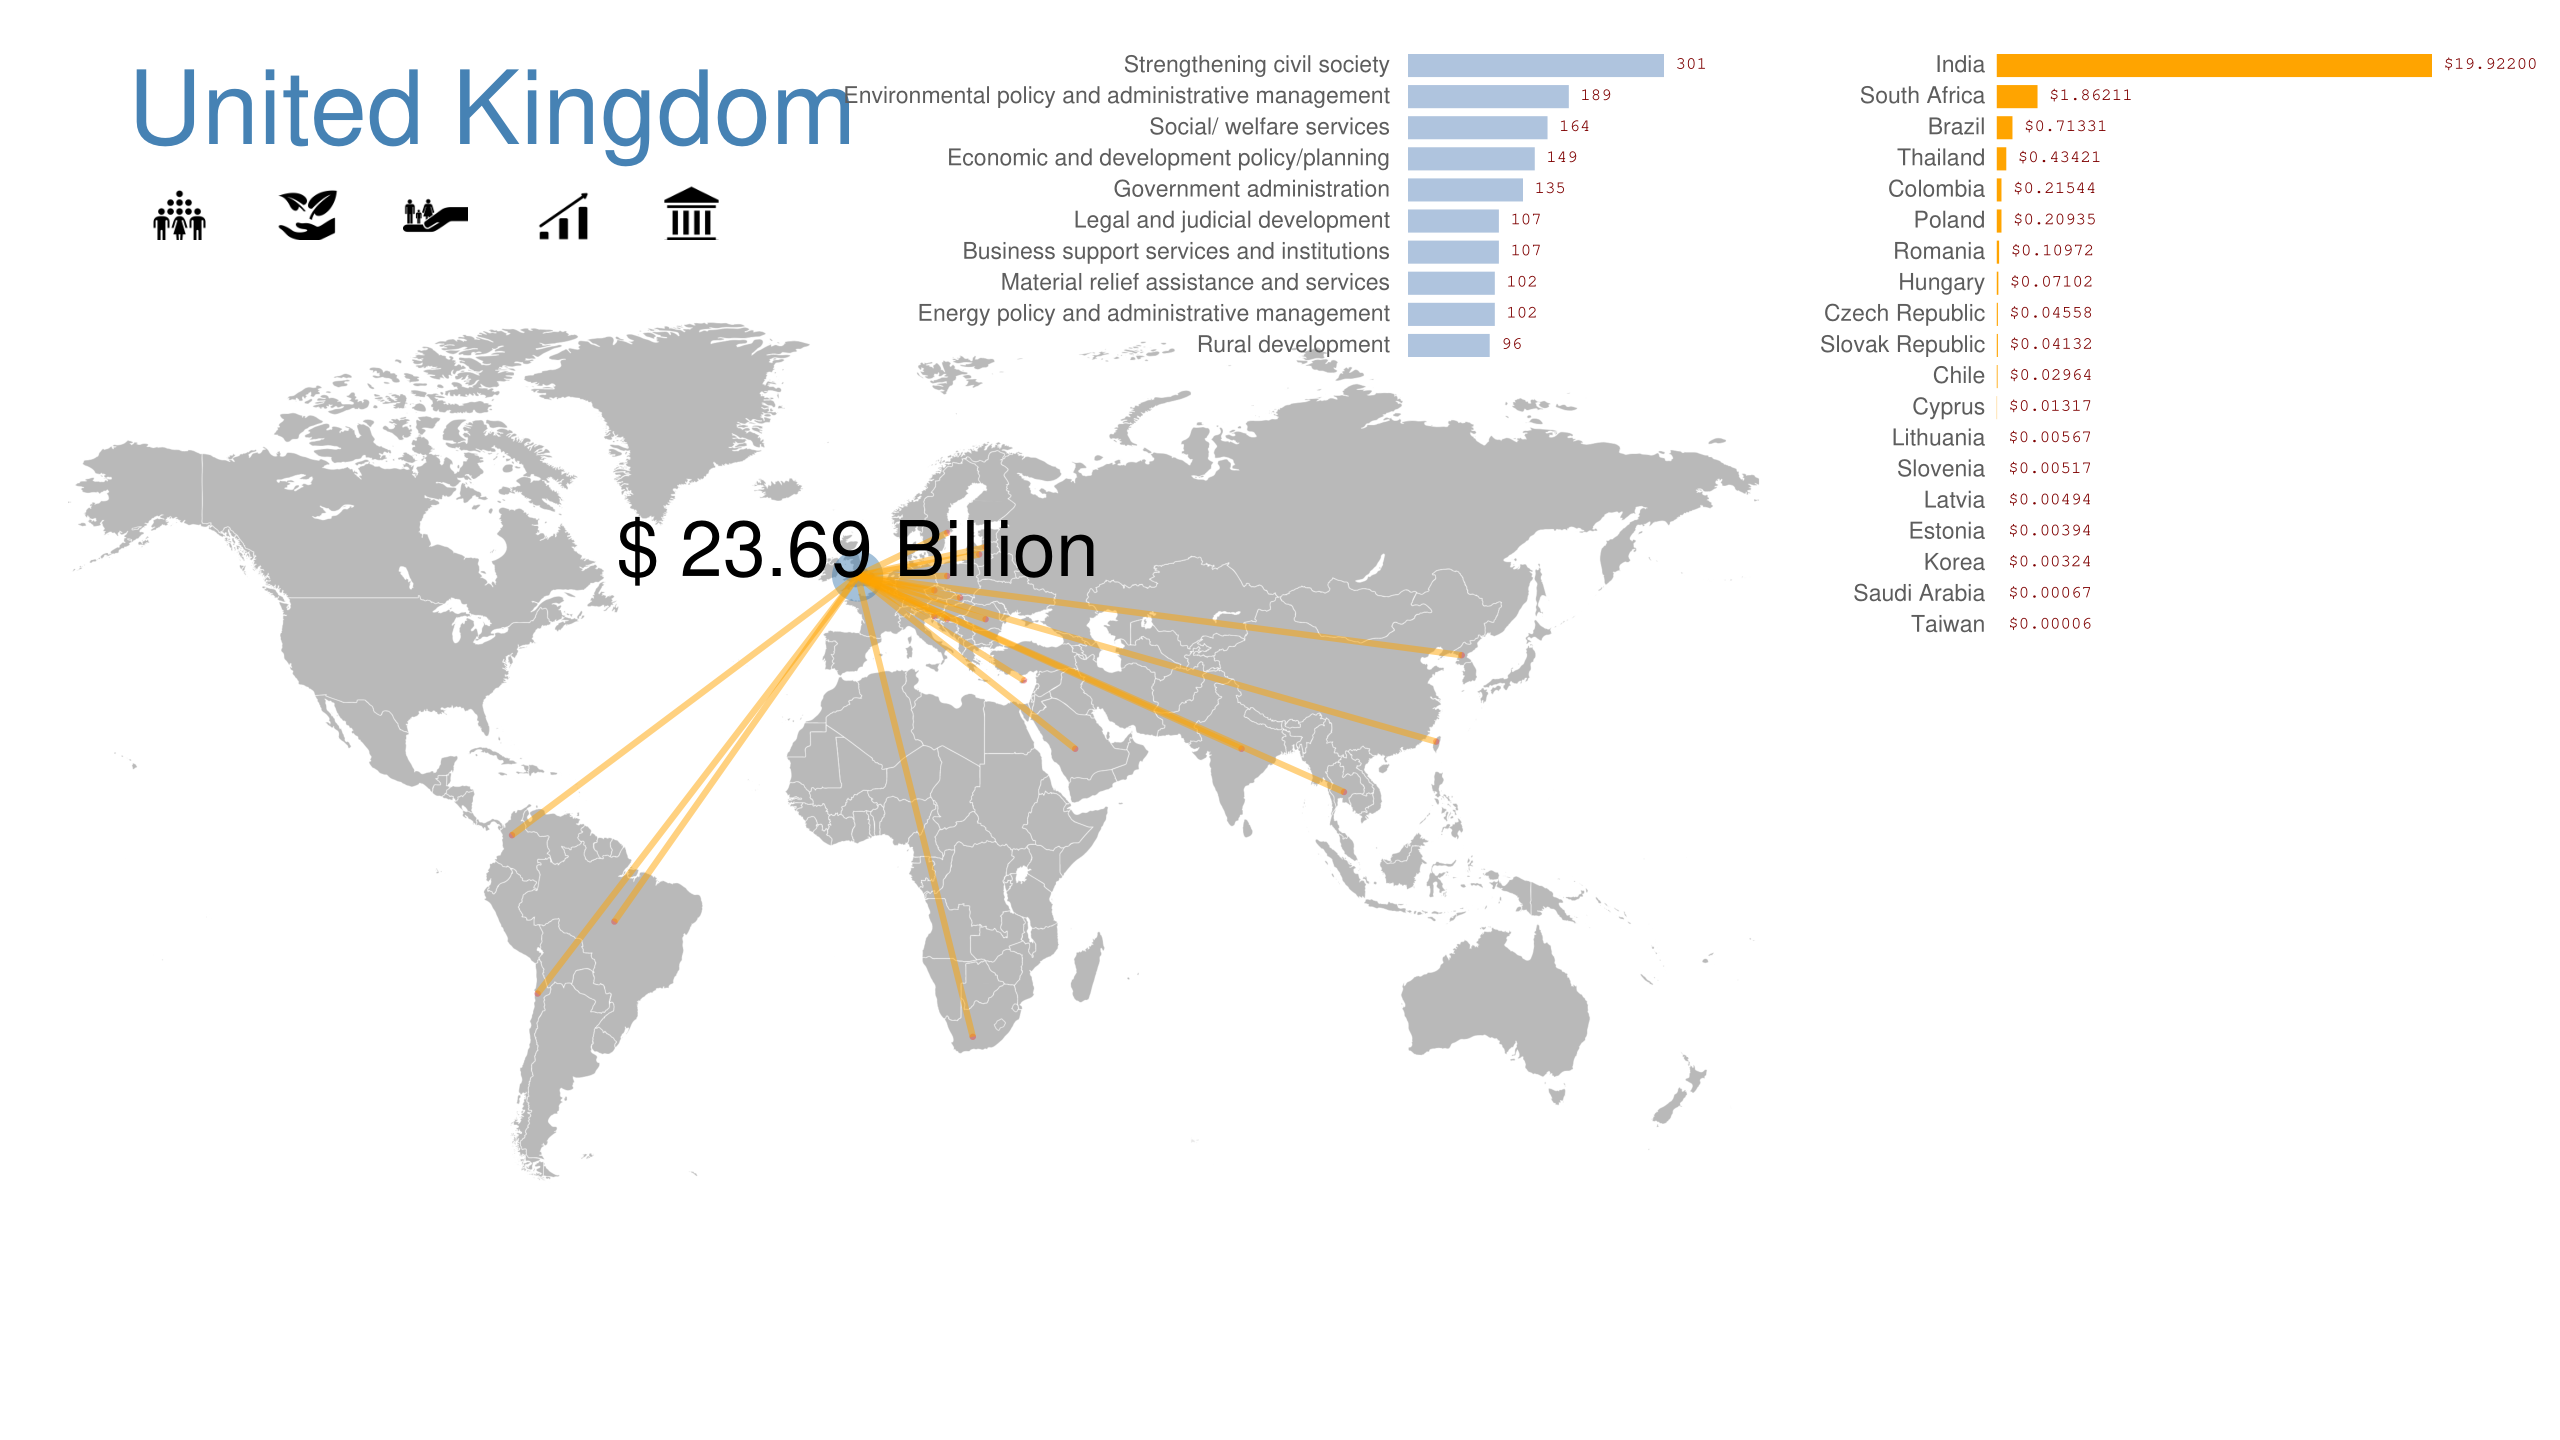 United Kingdom
Strengthening civil society 301
Environmental policy and administrative management 189
Social/ welfare services 164
Economic and development policy/planning 149
Government administration 135
Legal and judicial development 107
Business support services and institutions 107
Material relief assistance and services 102
Energy policy and administrative management 102
Rural development 96
India $19.92200
South Africa $1.86211
Brazil $0.71331
Thailand $0.43421
Colombia $0.21544
Poland $0.20935
Romania $0.10972
Hungary $0.07102
Czech Republic $0.04558
Slovak Republic $0.04132
Chile $0.02964
Cyprus $0.01317
Lithuania $0.00567
Slovenia $0.00517
Latvia $0.00494
Estonia $0.00394
Korea $0.00324
Saudi Arabia $0.00067
Taiwan $0.00006
$ 23.69 Billion